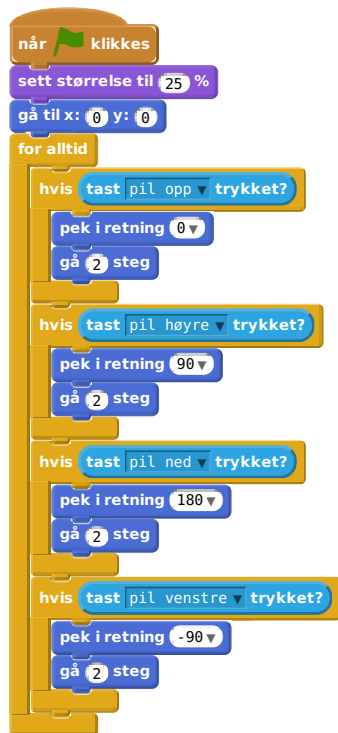 når klikkes
sett størrelse til 25 %
gå til x: 0 y: 0
for alltid
hvis tast pil opp trykket?
pek i retning 0
gå 2 steg
hvis tast pil høyre trykket?
pek i retning 90
gå 2 steg
hvis tast pil ned trykket?
pek i retning 180
gå 2 steg
hvis tast pil venstre trykket?
pek i retning -90
gå 2 steg